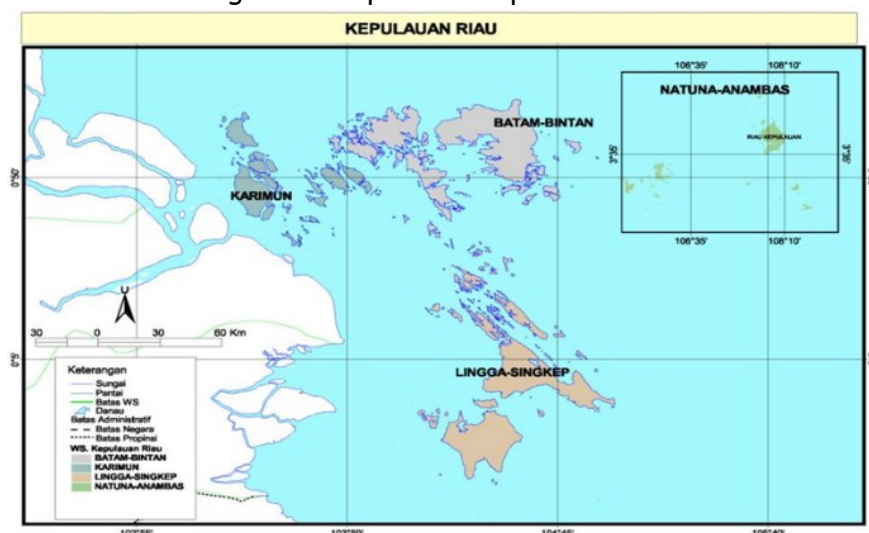 KEPULAUAN RIAU
106°35' 108°10'
NATUNA-ANAMBAS
RIAU KEPULAUAN
3°35' 3°35'
106°35' 108°10'
BATAM-BINTAN
0°50'
KARIMUN
U
30 0 30 60 Km
0°5'
LINGGA-SINGKEP
Keterangan
Sungai
Pantai
Batas WS
Danau
Batas Administratif
Batas Negara
Batas Propinsi
WS. Kepulauan Riau
BATAM-BINTAN
KARIMUN
LINGGA-SINGKEP
NATUNA-ANAMBAS